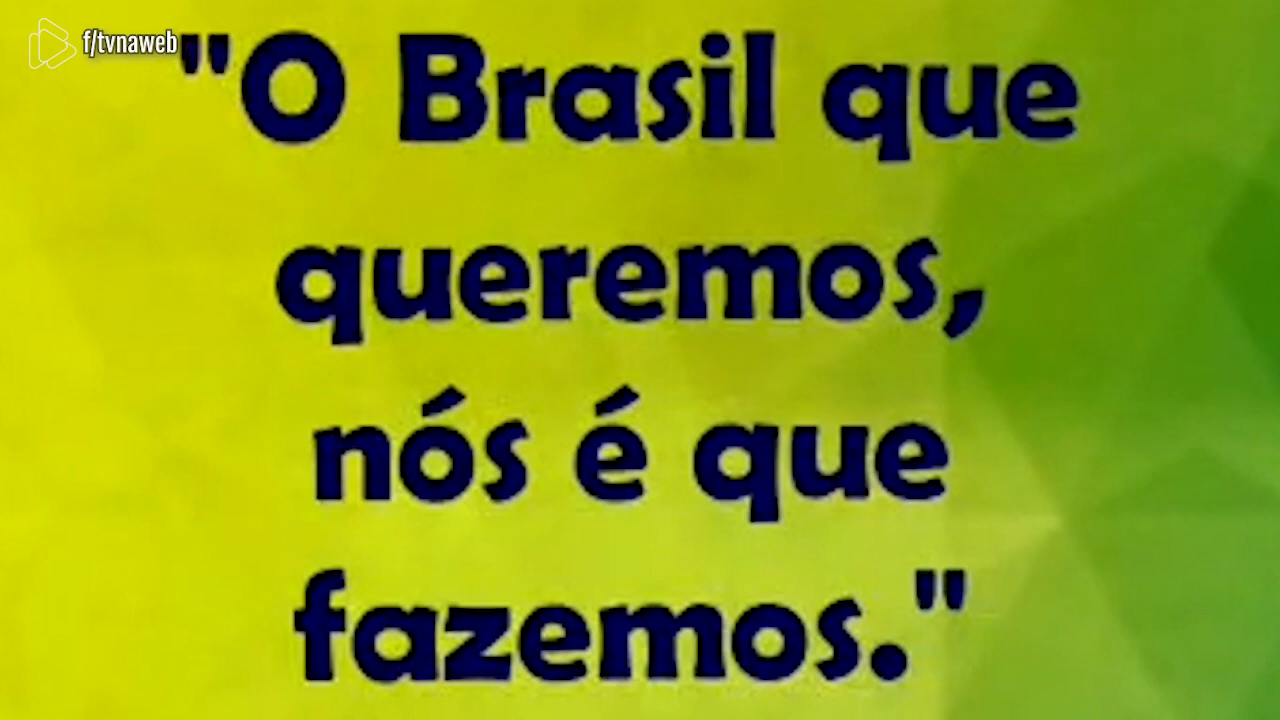 f/tvnaweb
"O Brasil que
queremos,
nós é que
fazemos."